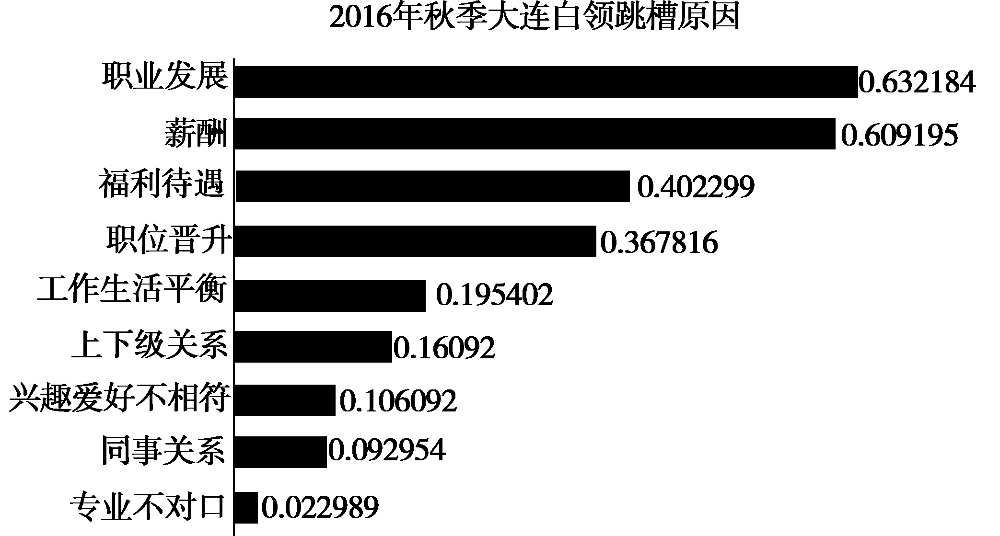 2016年秋季大连白领跳槽原因
职业发展 0.632184
薪酬 0.609195
福利待遇 0.402299
职位晋升 0.367816
工作生活平衡 0.195402
上下级关系 0.16092
兴趣爱好不相符 0.106092
同事关系 0.092954
专业不对口 0.022989